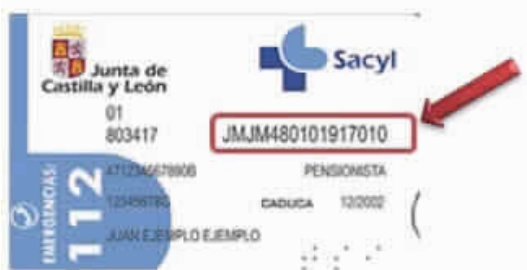 Junta de
Castilla y León
Sacyl
01
803417
JMJM480101917010
PENSIONISTA
CADUCA 12/2002
JUAN EJEMPLO EJEMPLO
EMERGENCIAS:
112